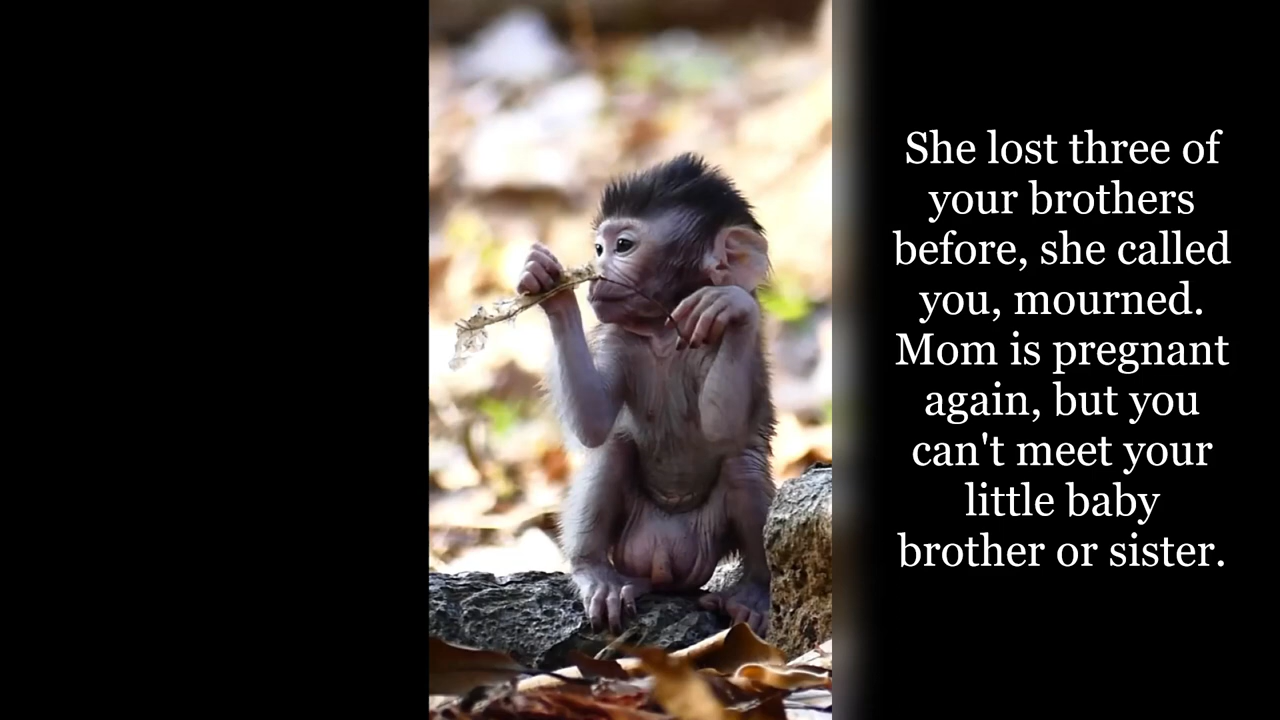 She lost three of
your brothers
before, she called
you, mourned.
Mom is pregnant
again, but you
can't meet your
little baby
brother or sister.